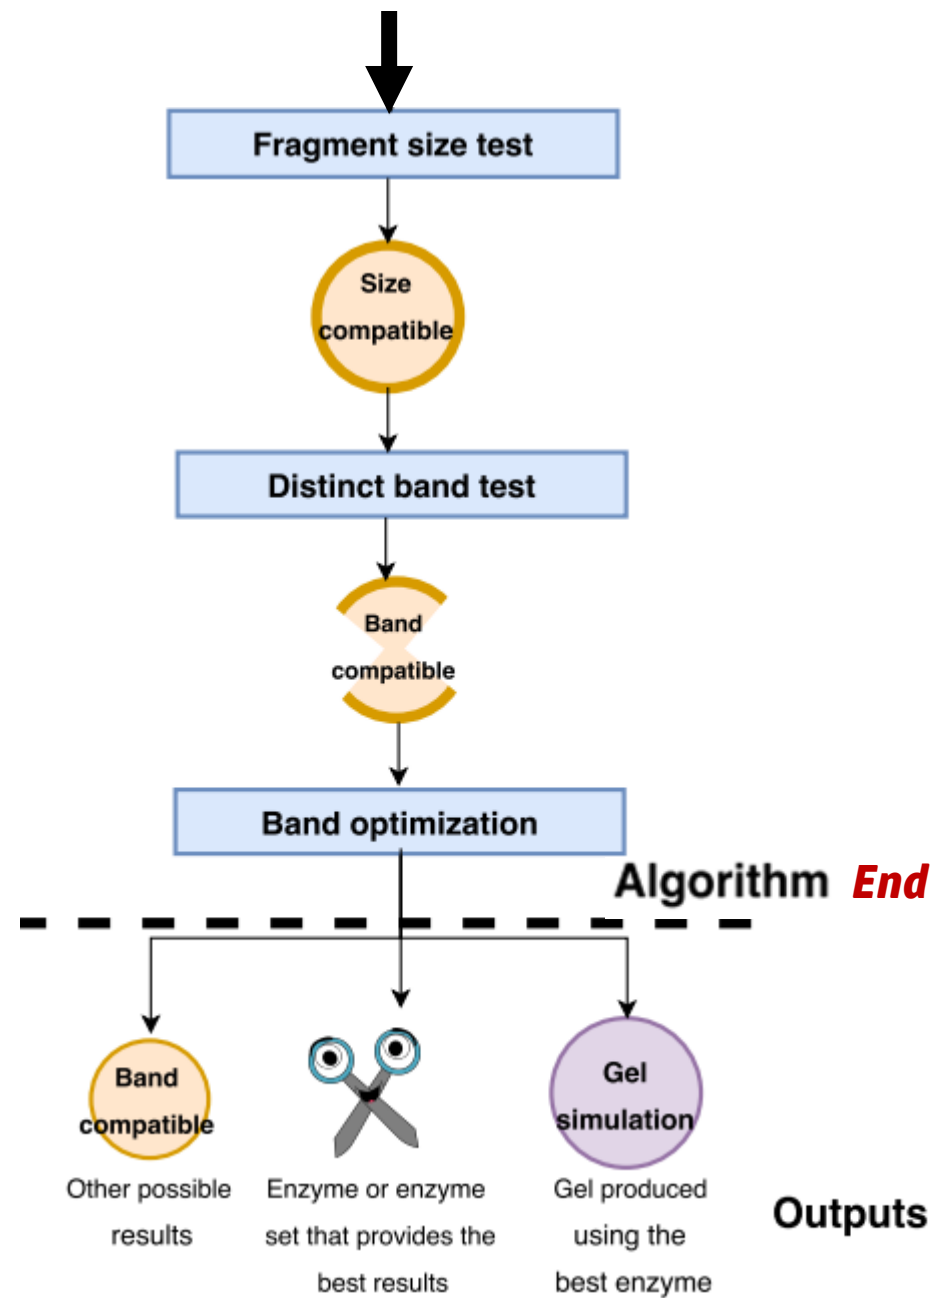 Fragment size test
Size
compatible
Distinct band test
Band
compatible
Band optimization
Algorithm End
Band
compatible
Gel
simulation
Other possible
results
Enzyme or enzyme
set that provides the
best results
Gel produced
using the
best enzyme
Outputs